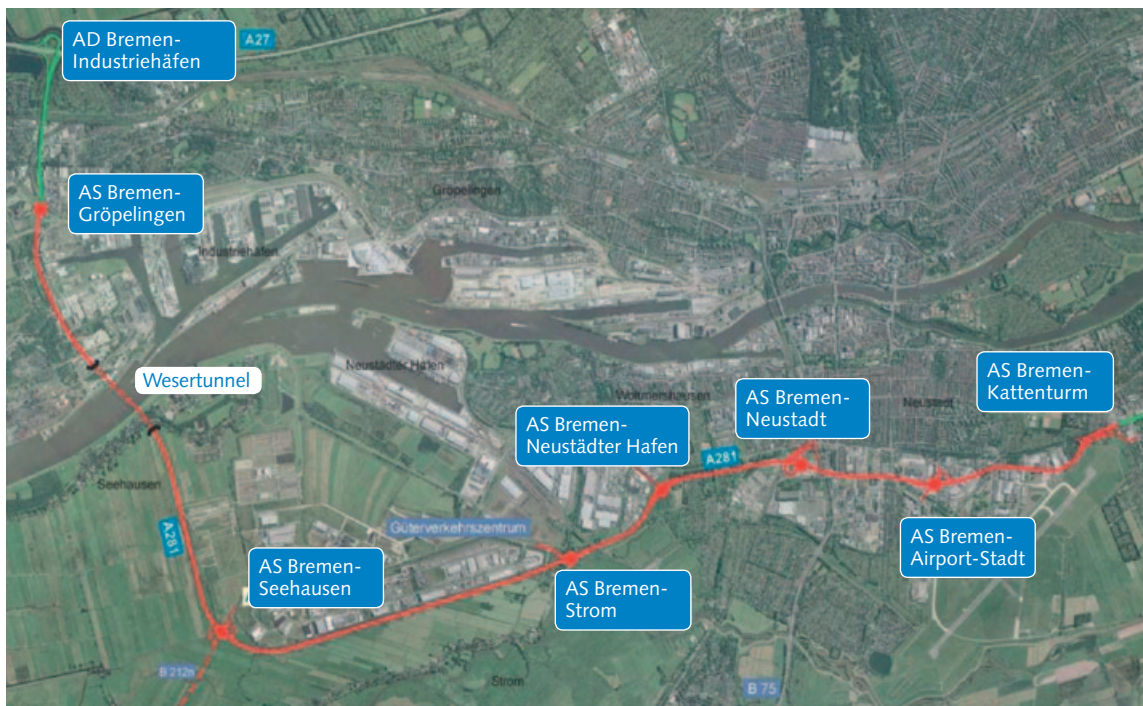 AD Bremen-
Industriehäfen
A27
AS Bremen-
Gröpelingen
Gröpelingen
Industriehäfen
Wesertunnel
Neustädter Hafen
AS Bremen-
Kattenturm
AS Bremen-
Neustadt
Woltmershausen
Neustadt
AS Bremen-
Neustädter Hafen
A281
Seehausen
A281
Güterverkehrszentrum
AS Bremen-
Airport-Stadt
AS Bremen-
Seehausen
AS Bremen-
Strom
B 212n
Strom
B 75